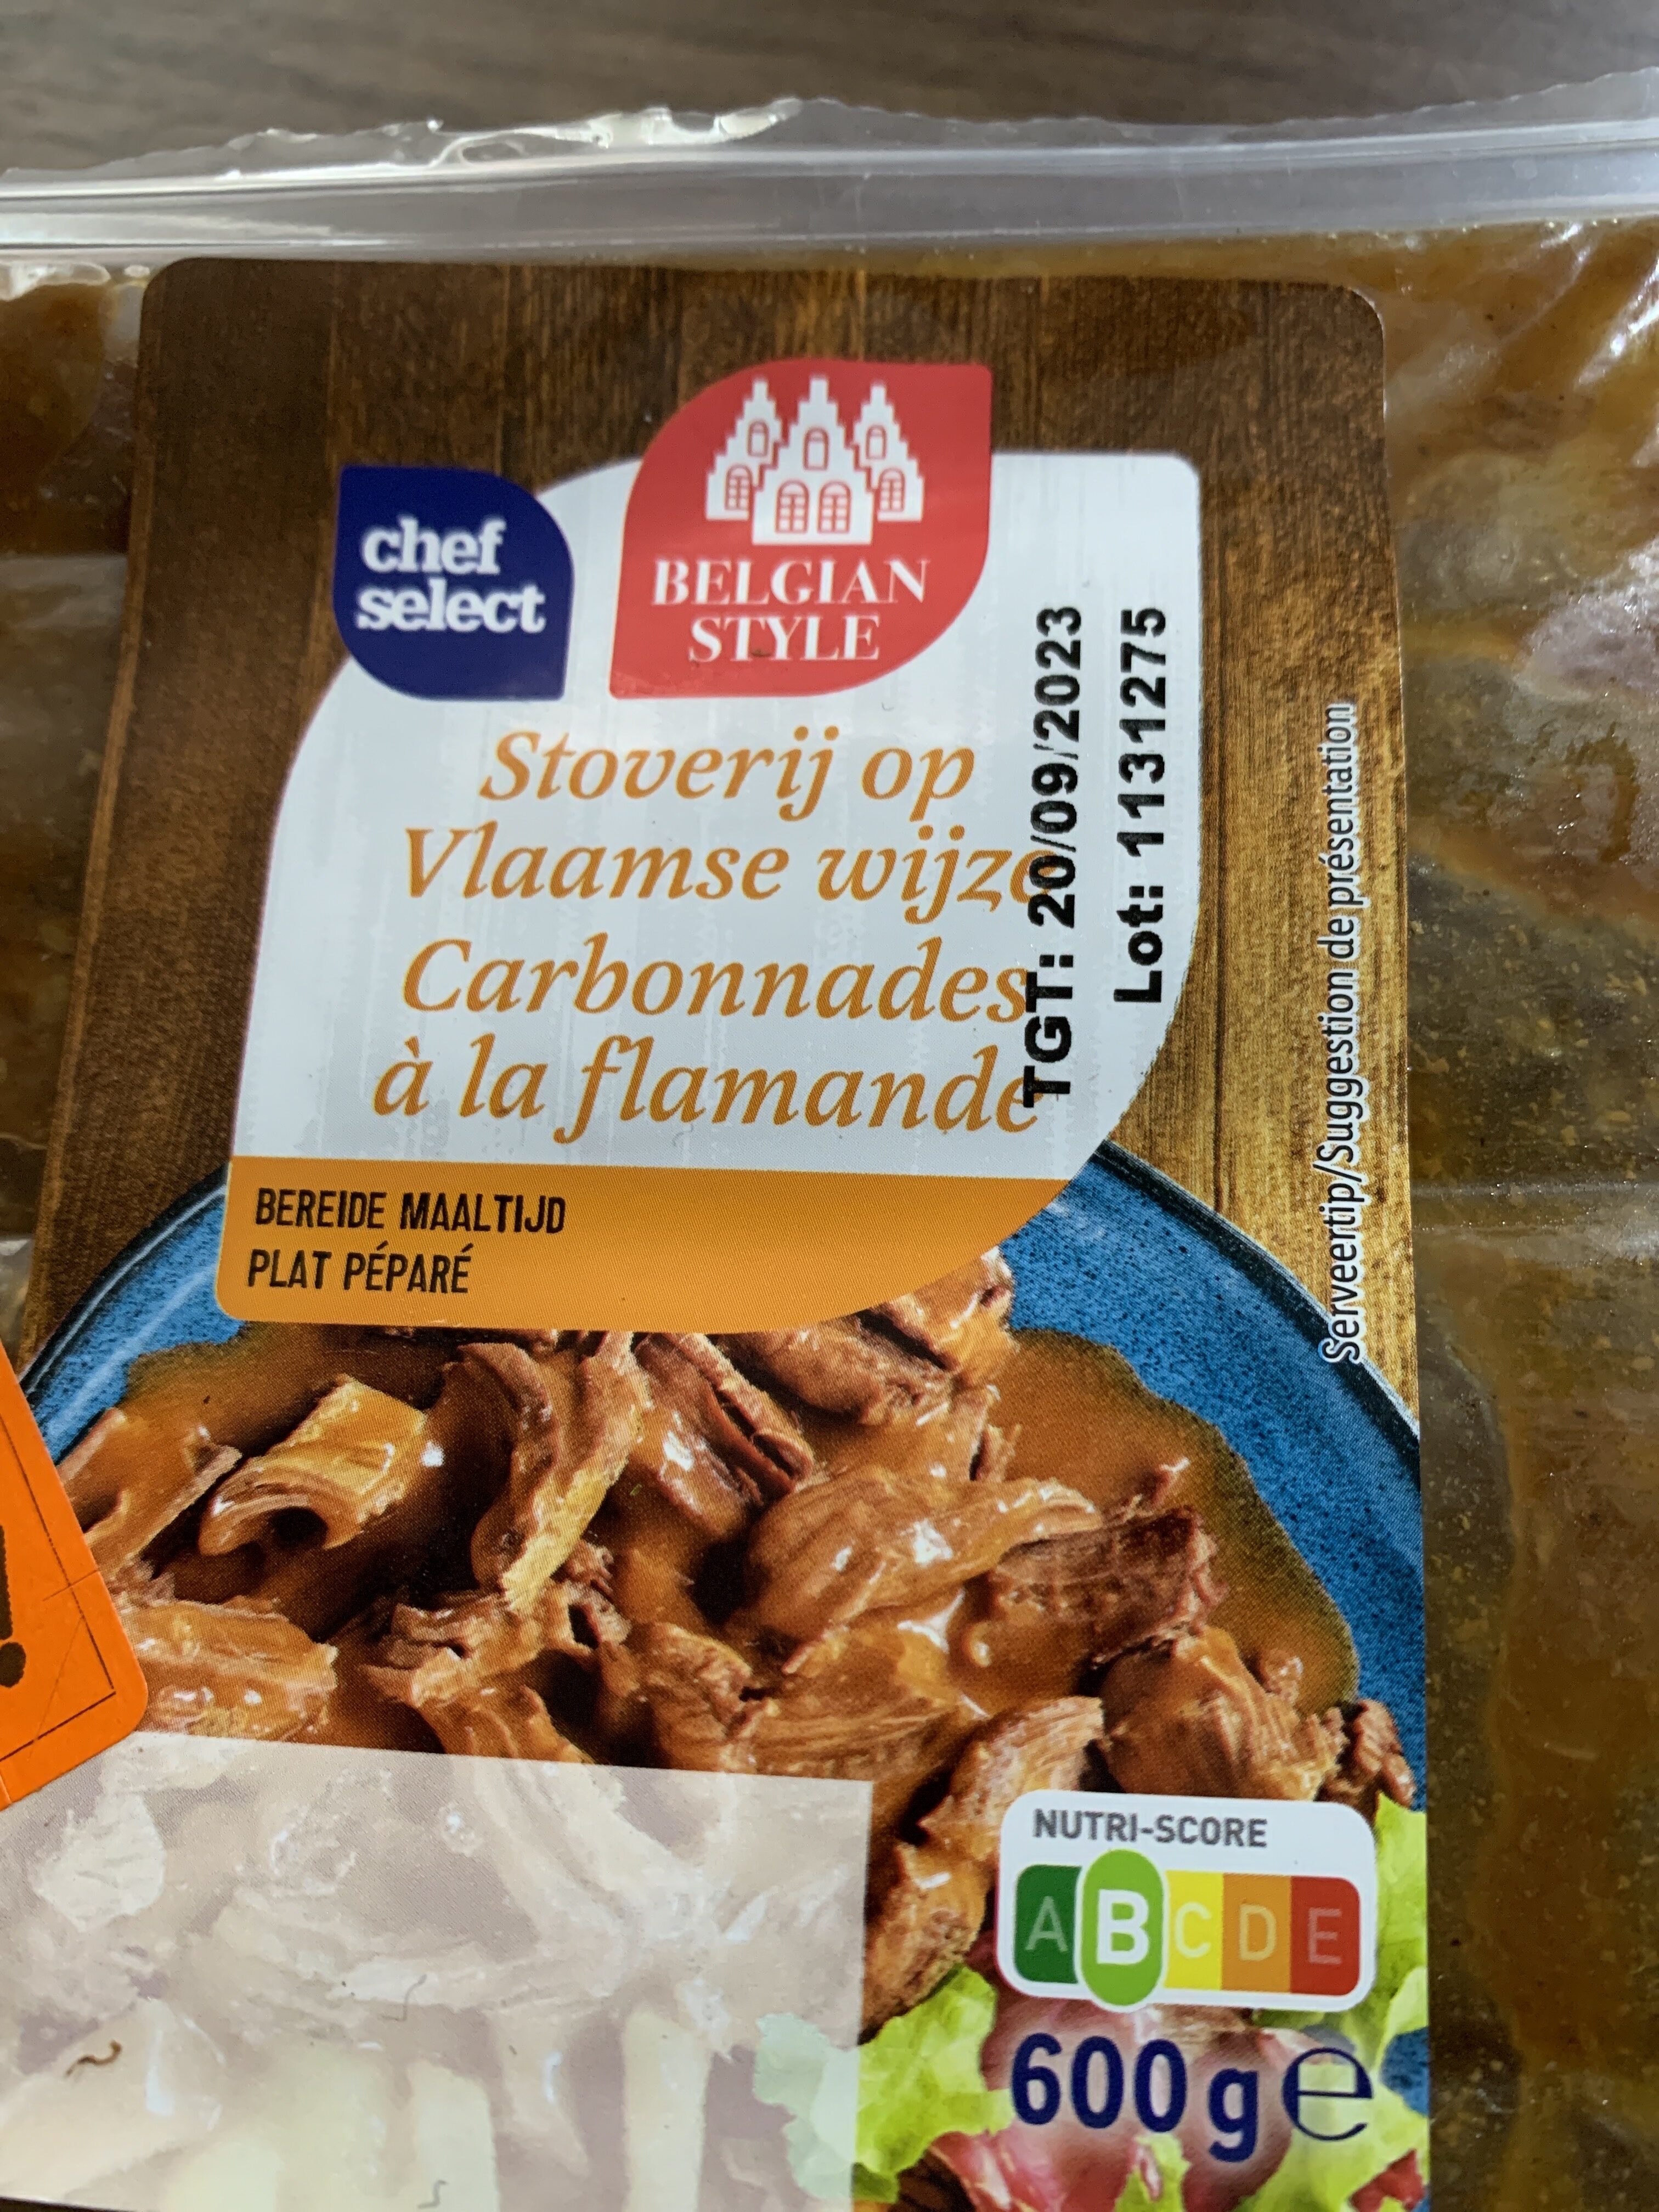 chef
select
BELGIAN
STYLE
Stoverij op
Vlaamse wijze
Carbonnades
à la flamande
TGT: 20/09/2023
Lot: 1131275
BEREIDE MAALTIJD
PLAT PÉPARÉ
Serveertip/Suggestion de présentation
NUTRI-SCORE
A B C D E
600 g e